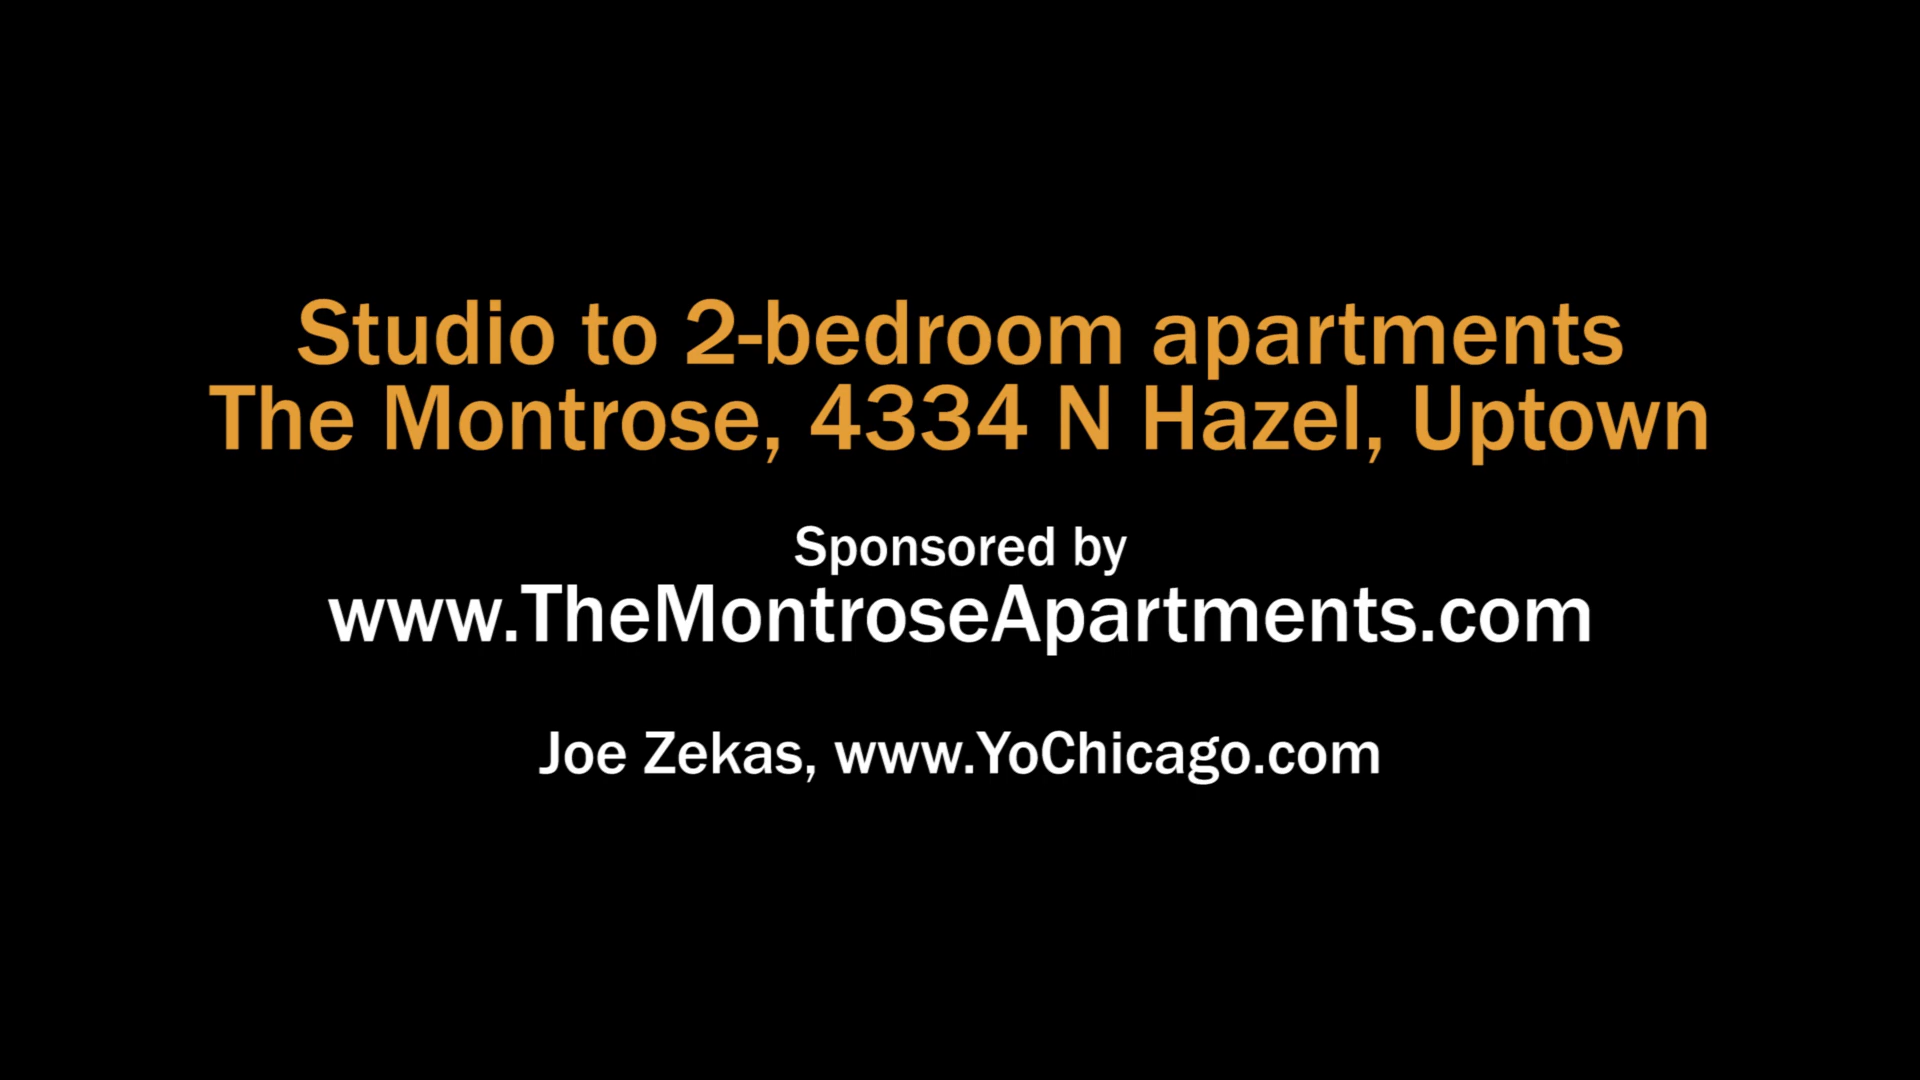 Studio to 2-bedroom apartments
The Montrose, 4334 N Hazel, Uptown
Sponsored by
www.TheMontroseApartments.com
Joe Zekas, www.YoChicago.com